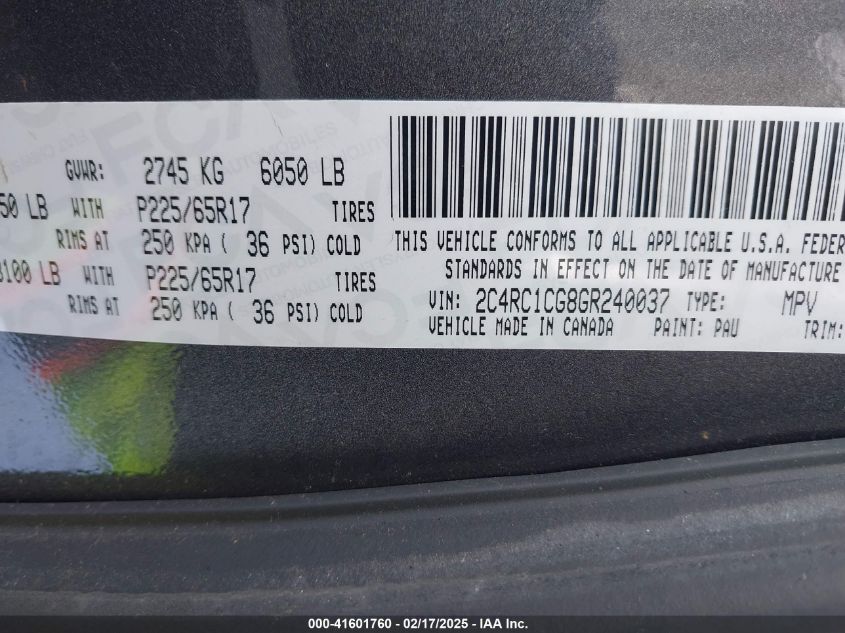 GVWR: 2745 KG 6050 LB
50 LB WITH P225/65R17 TIRES
RIMS AT 250 KPA ( 36 PSI) COLD
3100 LB WITH P225/65R17 TIRES
RIMS AT 250 KPA ( 36 PSI) COLD
THIS VEHICLE CONFORMS TO ALL APPLICABLE U.S.A. FEDER
STANDARDS IN EFFECT ON THE DATE OF MANUFACTURE
VIN: 2C4RC1CG8GR240037 TYPE: MPV
VEHICLE MADE IN CANADA PAINT: PAU TRIM:
000-41601760 - 02/17/2025 - IAA Inc.